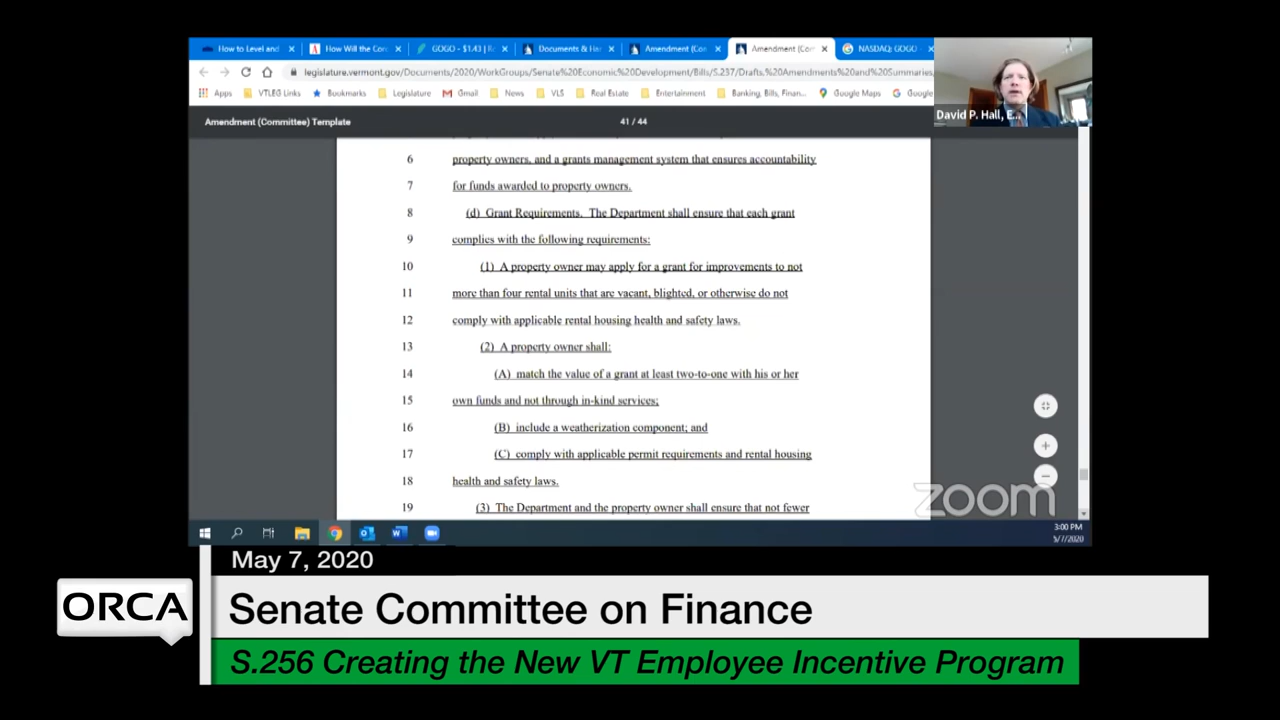 How to Level and
How Will the Cor
GOGO - $1.43 | R
Documents & Ha
Amendment (Co
Amendment (Co
NASDAQ: GOGO
legislature.vermont.gov/Documents/2020/WorkGroups/Senate%20Economic%20Development/Bills/S.237/Drafts,%20Amendments%20and%20Summaries,
Apps VTLEG Links Bookmarks Legislature Gmail News VLS Real Estate Entertainment Banking, Bills, Finan... Google Maps Google
David P. Hall, E...
Amendment (Committee) Template 41 / 44
6 property owners, and a grants management system that ensures accountability
7 for funds awarded to property owners.
8 (d) Grant Requirements. The Department shall ensure that each grant
9 complies with the following requirements:
10 (1) A property owner may apply for a grant for improvements to not
11 more than four rental units that are vacant, blighted, or otherwise do not
12 comply with applicable rental housing health and safety laws.
13 (2) A property owner shall:
14 (A) match the value of a grant at least two-to-one with his or her
15 own funds and not through in-kind services;
16 (B) include a weatherization component; and
17 (C) comply with applicable permit requirements and rental housing
18 health and safety laws.
19 (3) The Department and the property owner shall ensure that not fewer
zoom
3:00 PM
5/7/2020
May 7, 2020
ORCA
Senate Committee on Finance
S.256 Creating the New VT Employee Incentive Program